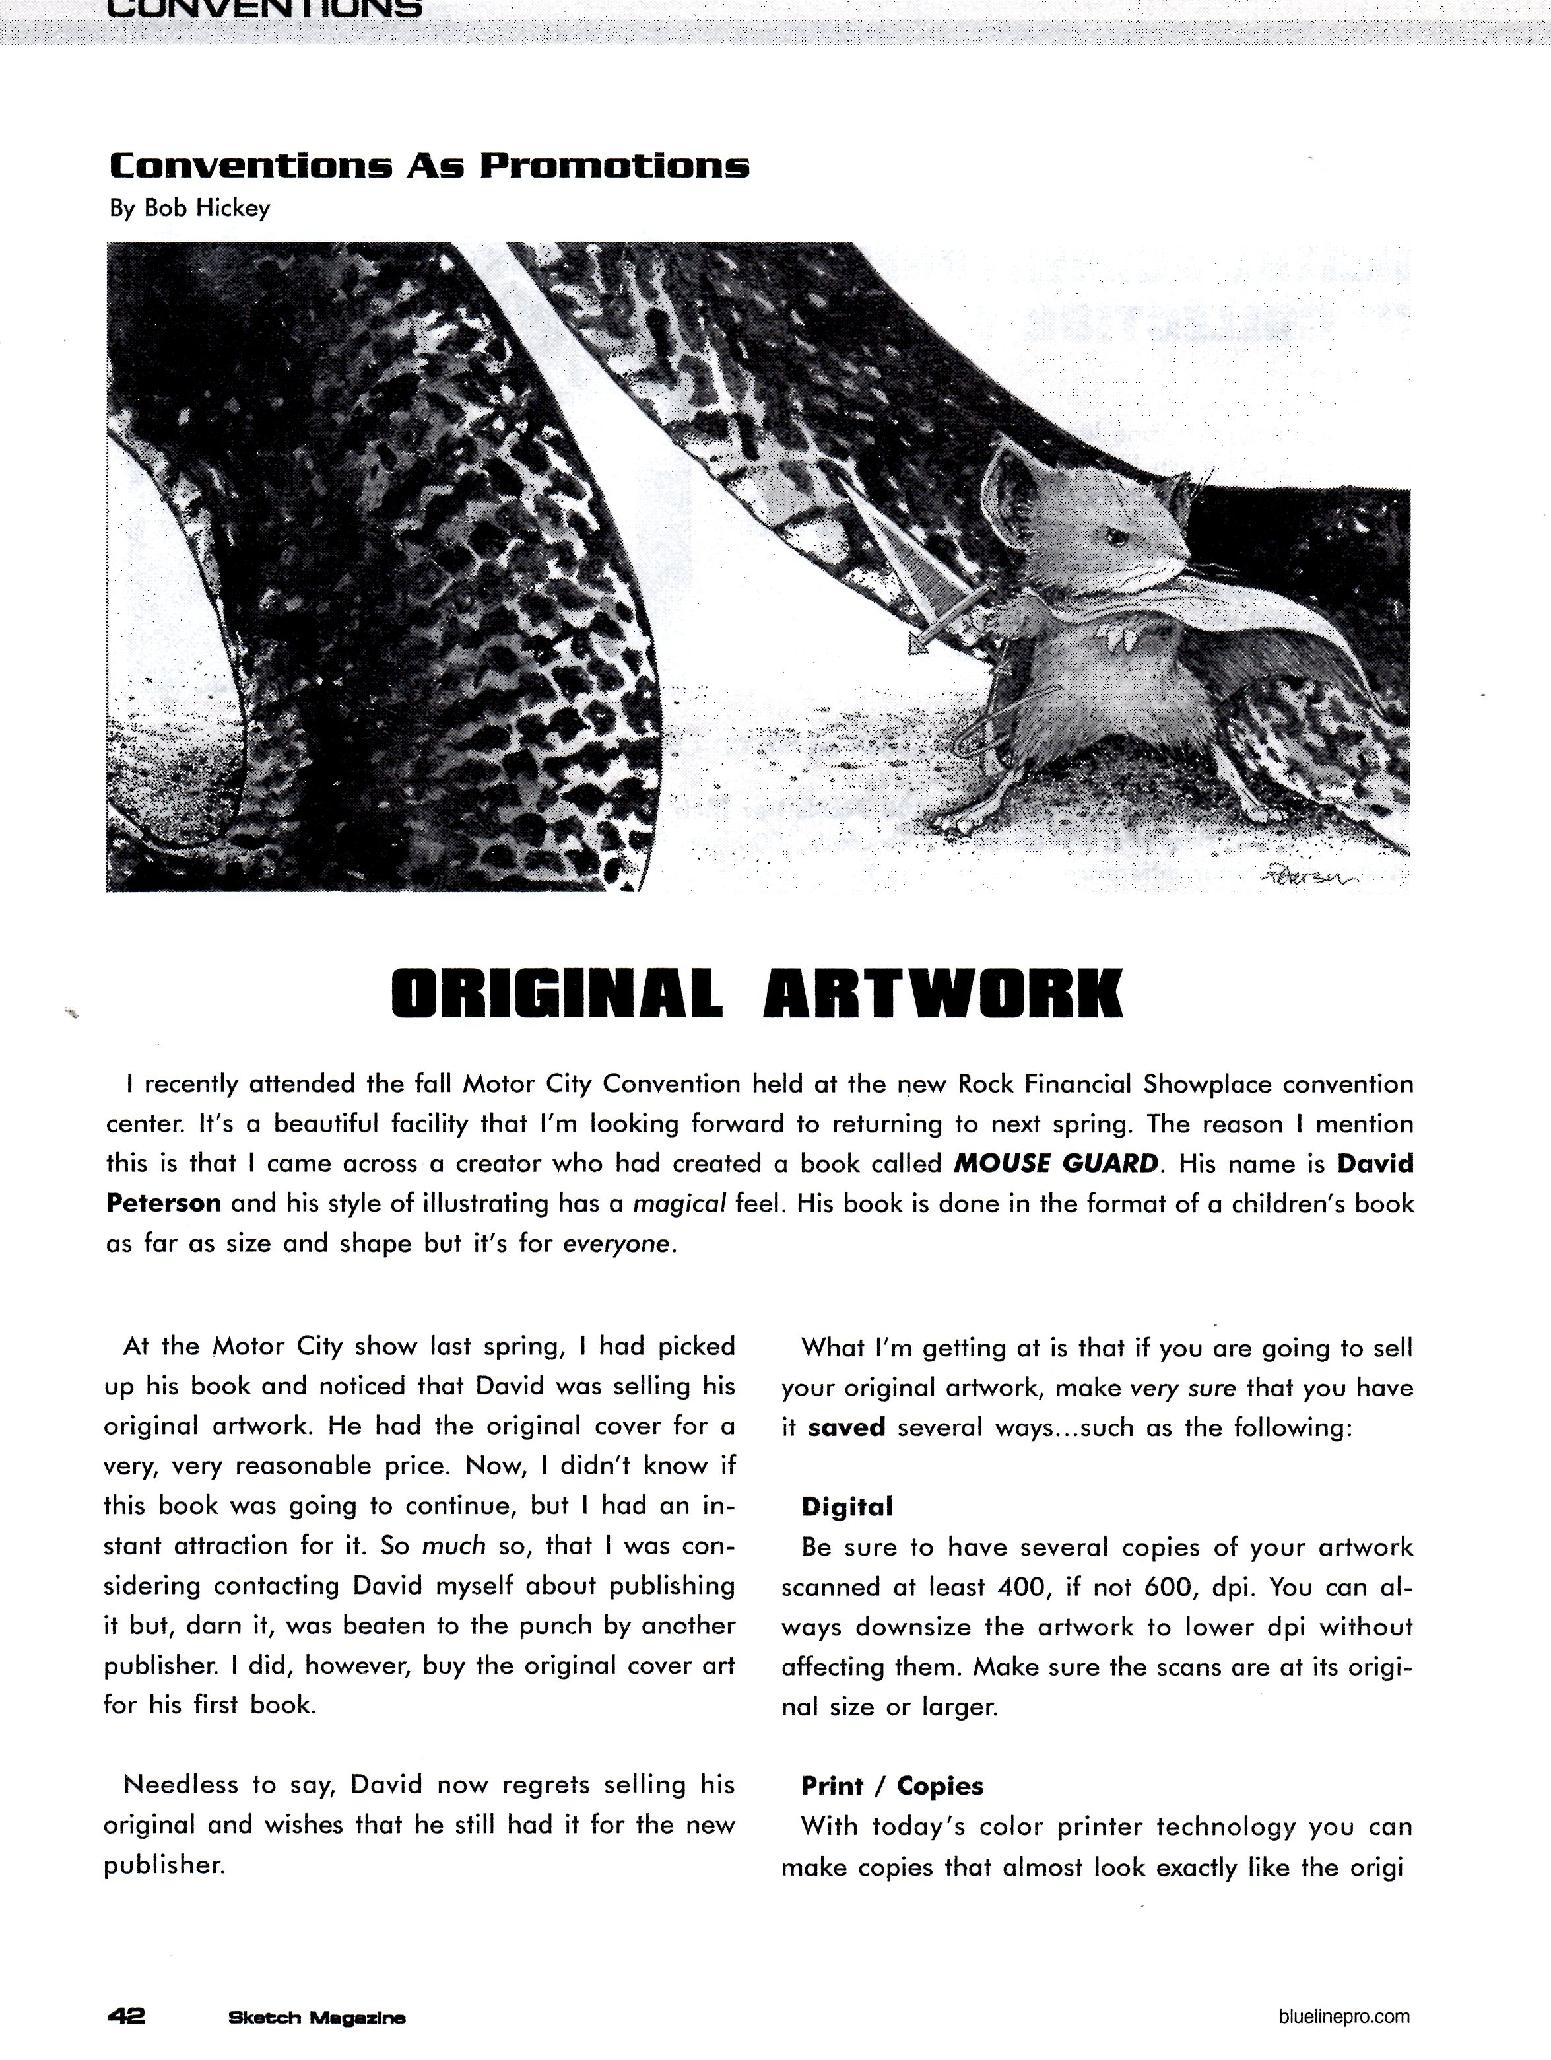 CONVENTIONS
Conventions As Promotions
By Bob Hickey
Petersen
ORIGINAL ARTWORK
I recently attended the fall Motor City Convention held at the new Rock Financial Showplace convention
center. It's a beautiful facility that I'm looking forward to returning to next spring. The reason I mention
this is that I came across a creator who had created a book called MOUSE GUARD. His name is David
Peterson and his style of illustrating has a magical feel. His book is done in the format of a children's book
as far as size and shape but it's for everyone.
At the Motor City show last spring, I had picked
up his book and noticed that David was selling his
original artwork. He had the original cover for a
very, very reasonable price. Now, I didn't know if
this book was going to continue, but I had an in-
stant attraction for it. So much so, that I was con-
sidering contacting David myself about publishing
it but, darn it, was beaten to the punch by another
publisher. I did, however, buy the original cover art
for his first book.
Needless to say, David now regrets selling his
original and wishes that he still had it for the new
publisher.
What I'm getting at is that if you are going to sell
your original artwork, make very sure that you have
it saved several ways...such as the following:
Digital
Be sure to have several copies of your artwork
scanned at least 400, if not 600, dpi. You can al-
ways downsize the artwork to lower dpi without
affecting them. Make sure the scans are at its origi-
nal size or larger.
Print / Copies
With today's color printer technology you can
make copies that almost look exactly like the origi
42 Sketch Magazine
bluelinepro.com